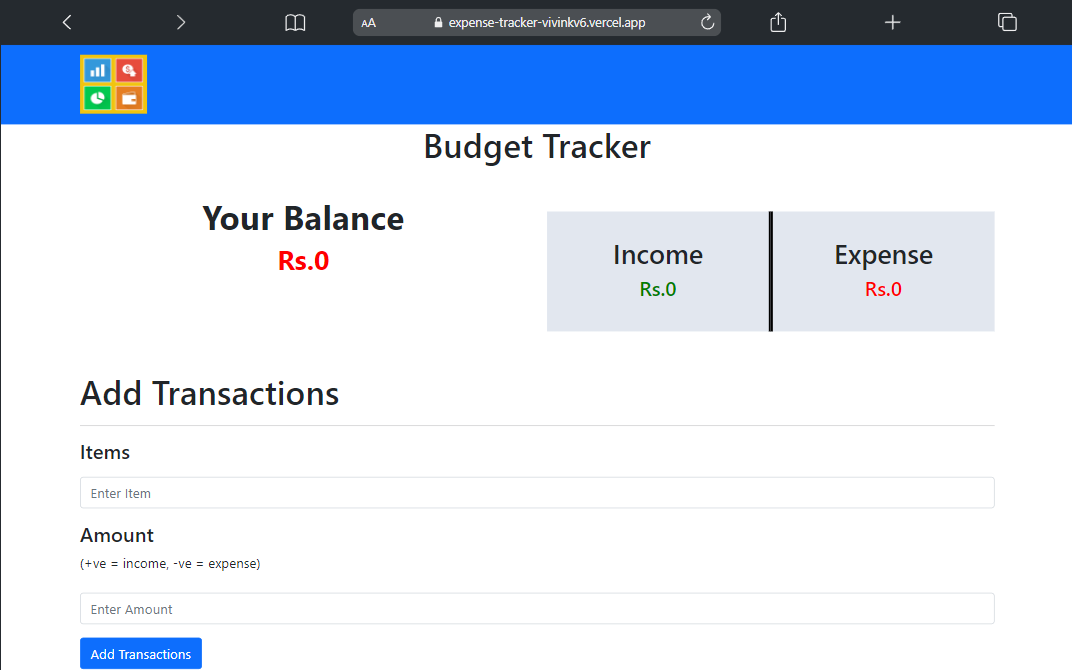 AA expense-tracker-vivinkv6.vercel.app
Budget Tracker
Your Balance
Rs.0
Income
Rs.0
Expense
Rs.0
Add Transactions
Items
Enter Item
Amount
(+ve = income, -ve = expense)
Enter Amount
Add Transactions